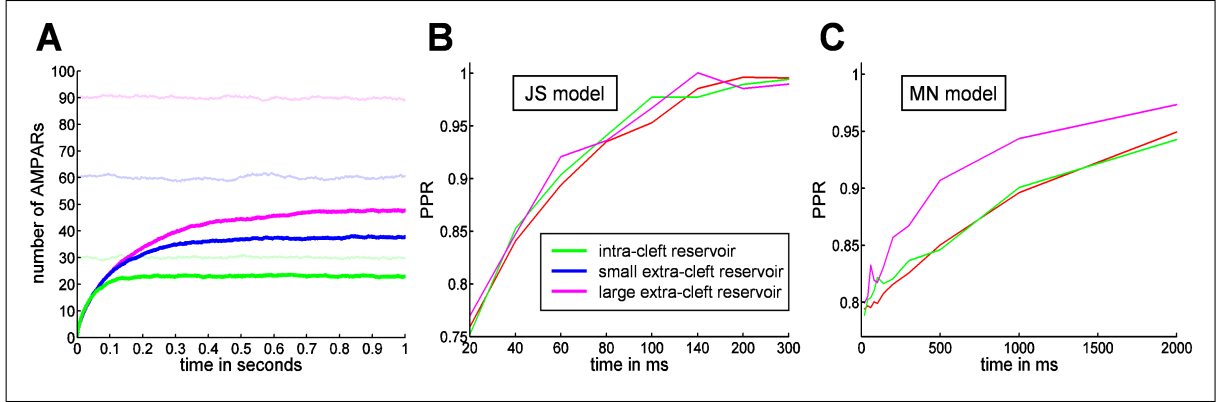 A
number of AMPARs
100
90
80
70
60
50
40
30
20
10
0
0 0.1 0.2 0.3 0.4 0.5 0.6 0.7 0.8 0.9 1
time in seconds
B
JS model
PPR
1
0.95
0.9
0.85
0.8
0.75
20 40 60 80 100 140 200 300
time in ms
intra-cleft reservoir
small extra-cleft reservoir
large extra-cleft reservoir
C
MN model
PPR
1
0.95
0.9
0.85
0.8
0 500 1000 1500 2000
time in ms